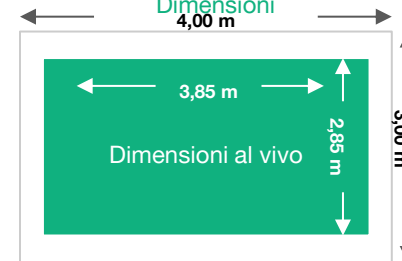 Dimensioni
4,00 m
3,85 m
2,85 m
Dimensioni al vivo